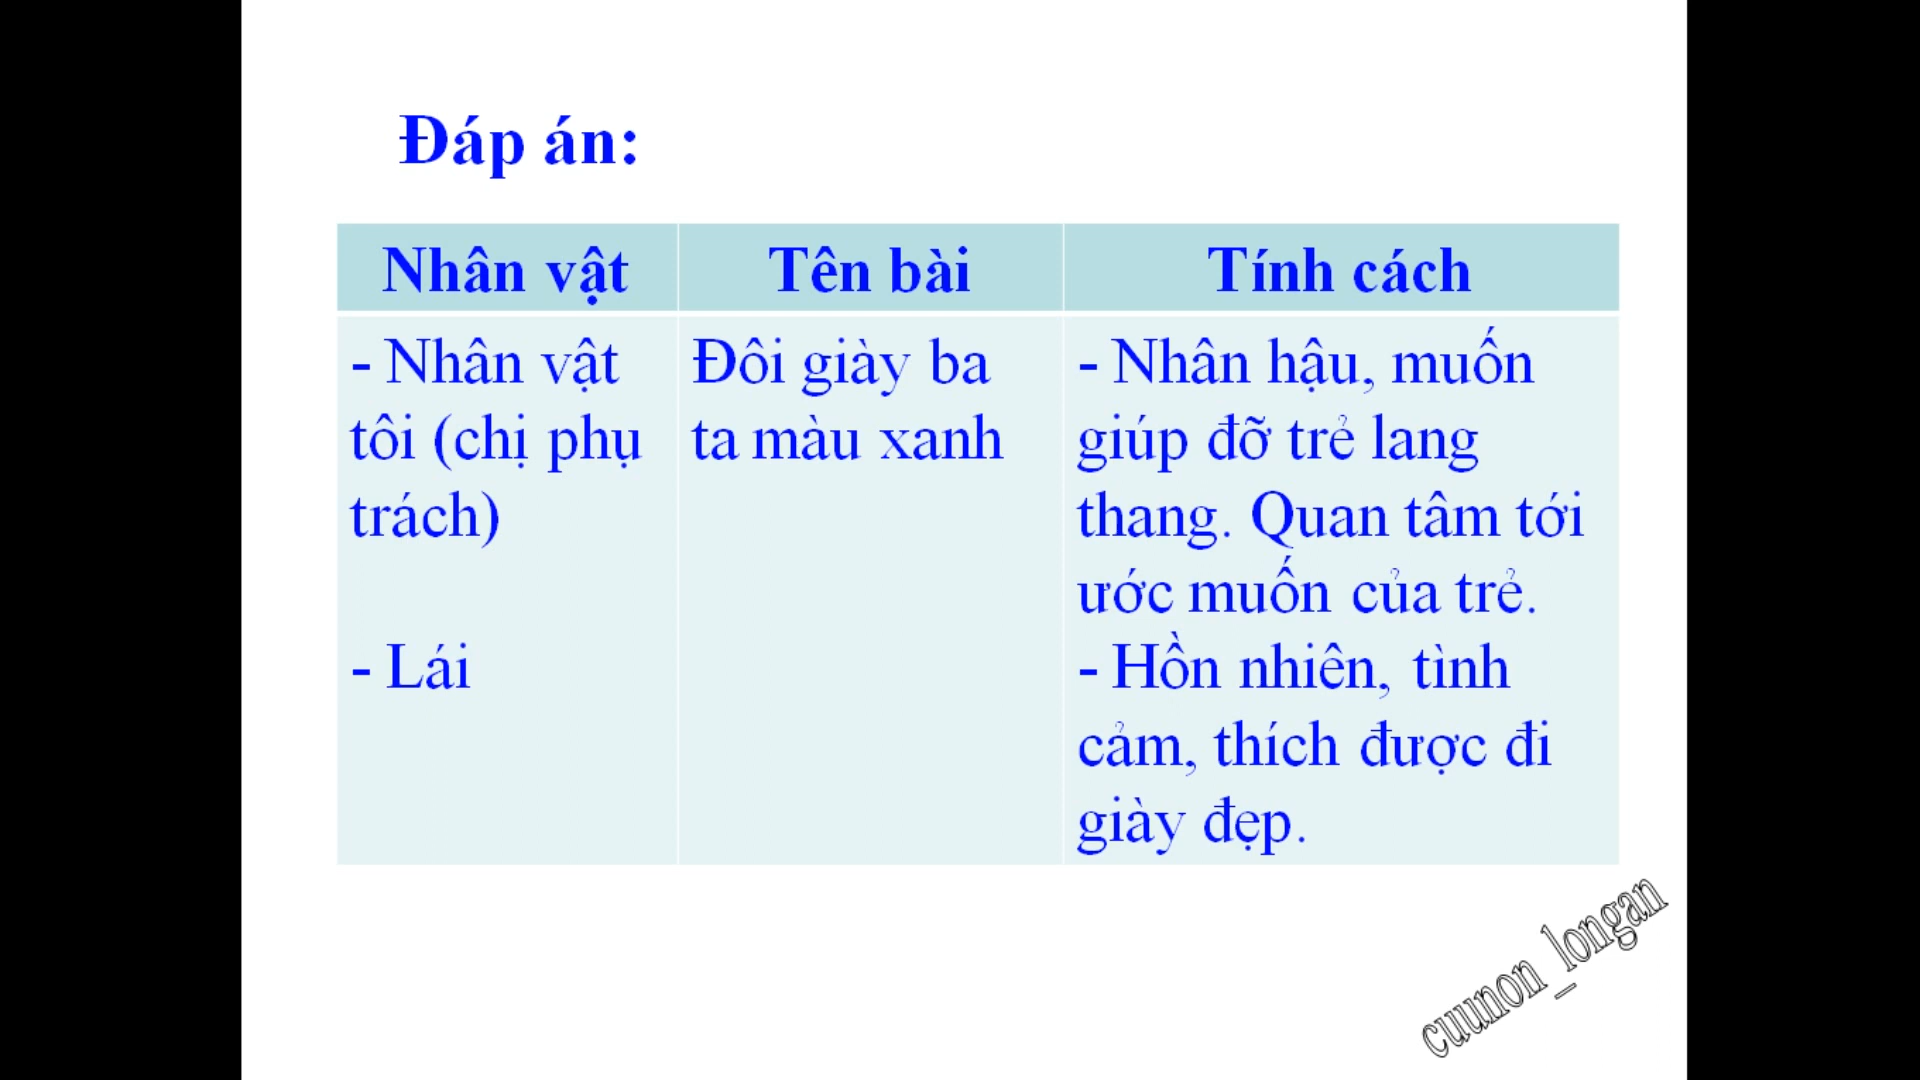 Đáp án:
Nhân vật
Tên bài
Tính cách
- Nhân vật
tôi (chị phụ
trách)
- Lái
Đôi giày ba
ta màu xanh
- Nhân hậu, muốn
giúp đỡ trẻ lang
thang. Quan tâm tới
ước muốn của trẻ.
- Hồn nhiên, tình
cảm, thích được đi
giày đẹp.
cuunon_longan